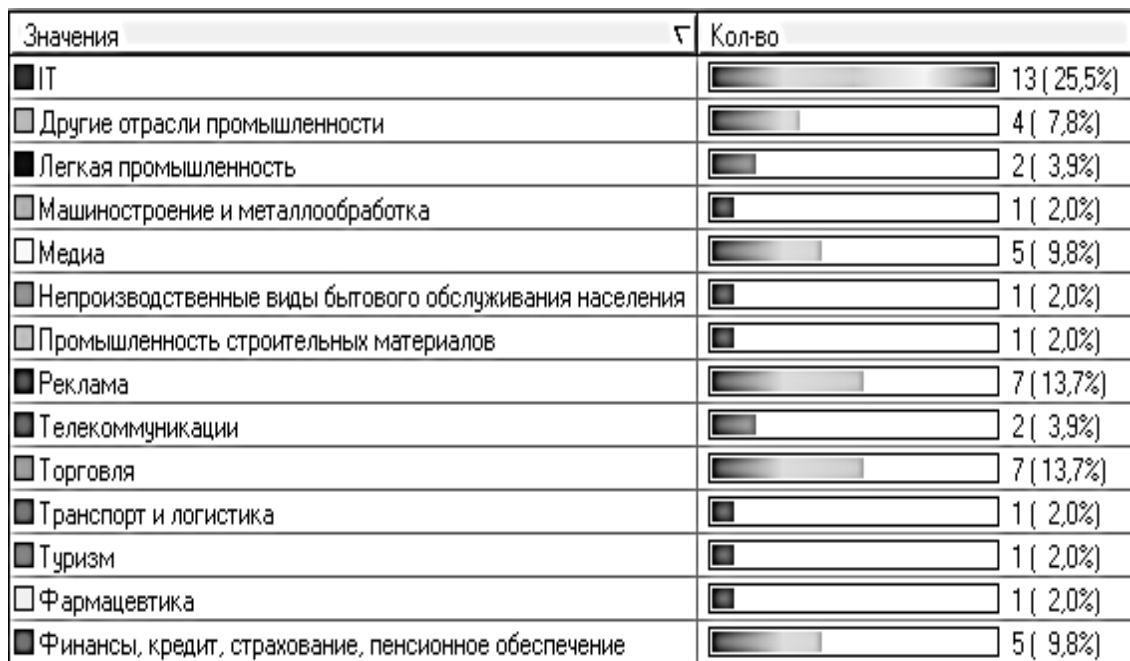 Значения Кол-во
IT 13 ( 25,5%)
Другие отрасли промышленности 4 ( 7,8%)
Легкая промышленность 2 ( 3,9%)
Машиностроение и металлообработка 1 ( 2,0%)
Медиа 5 ( 9,8%)
Непроизводственные виды бытового обслуживания населения 1 ( 2,0%)
Промышленность строительных материалов 1 ( 2,0%)
Реклама 7 ( 13,7%)
Телекоммуникации 2 ( 3,9%)
Торговля 7 ( 13,7%)
Транспорт и логистика 1 ( 2,0%)
Туризм 1 ( 2,0%)
Фармацевтика 1 ( 2,0%)
Финансы, кредит, страхование, пенсионное обеспечение 5 ( 9,8%)